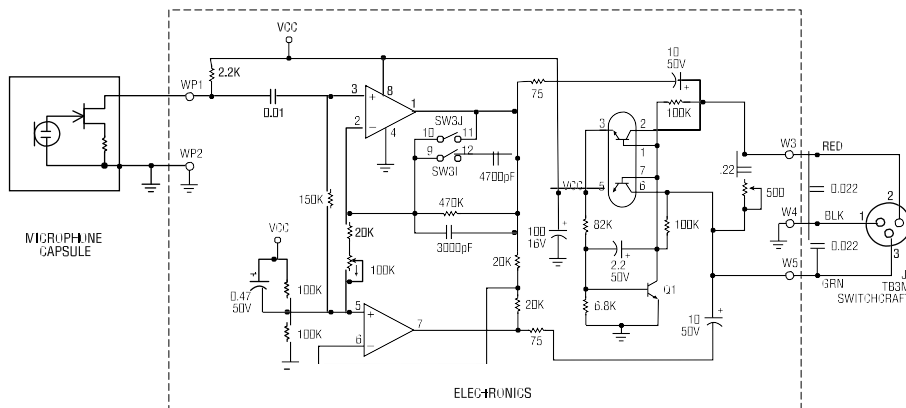 VCC
2.2K
WP1
0.01
WP2
MICROPHONE
CAPSULE
3
+
8
1
2
−
4
SW3J
10
11
9
12
SW3I
4700pF
150K
470K
3000pF
20K
100K
VCC
0.47
50V
100K
100K
5
+
7
6
−
20K
20K
75
75
10
50V
+
100K
3
2
1
7
VCC
5
6
100
16V
+
82K
2.2
50V
+
100K
Q1
6.8K
10
50V
+
.22
500
W3
RED
0.022
W4
BLK
0.022
W5
GRN
1
2
3
J
TB3M
SWITCHCRAFT
ELECTRONICS